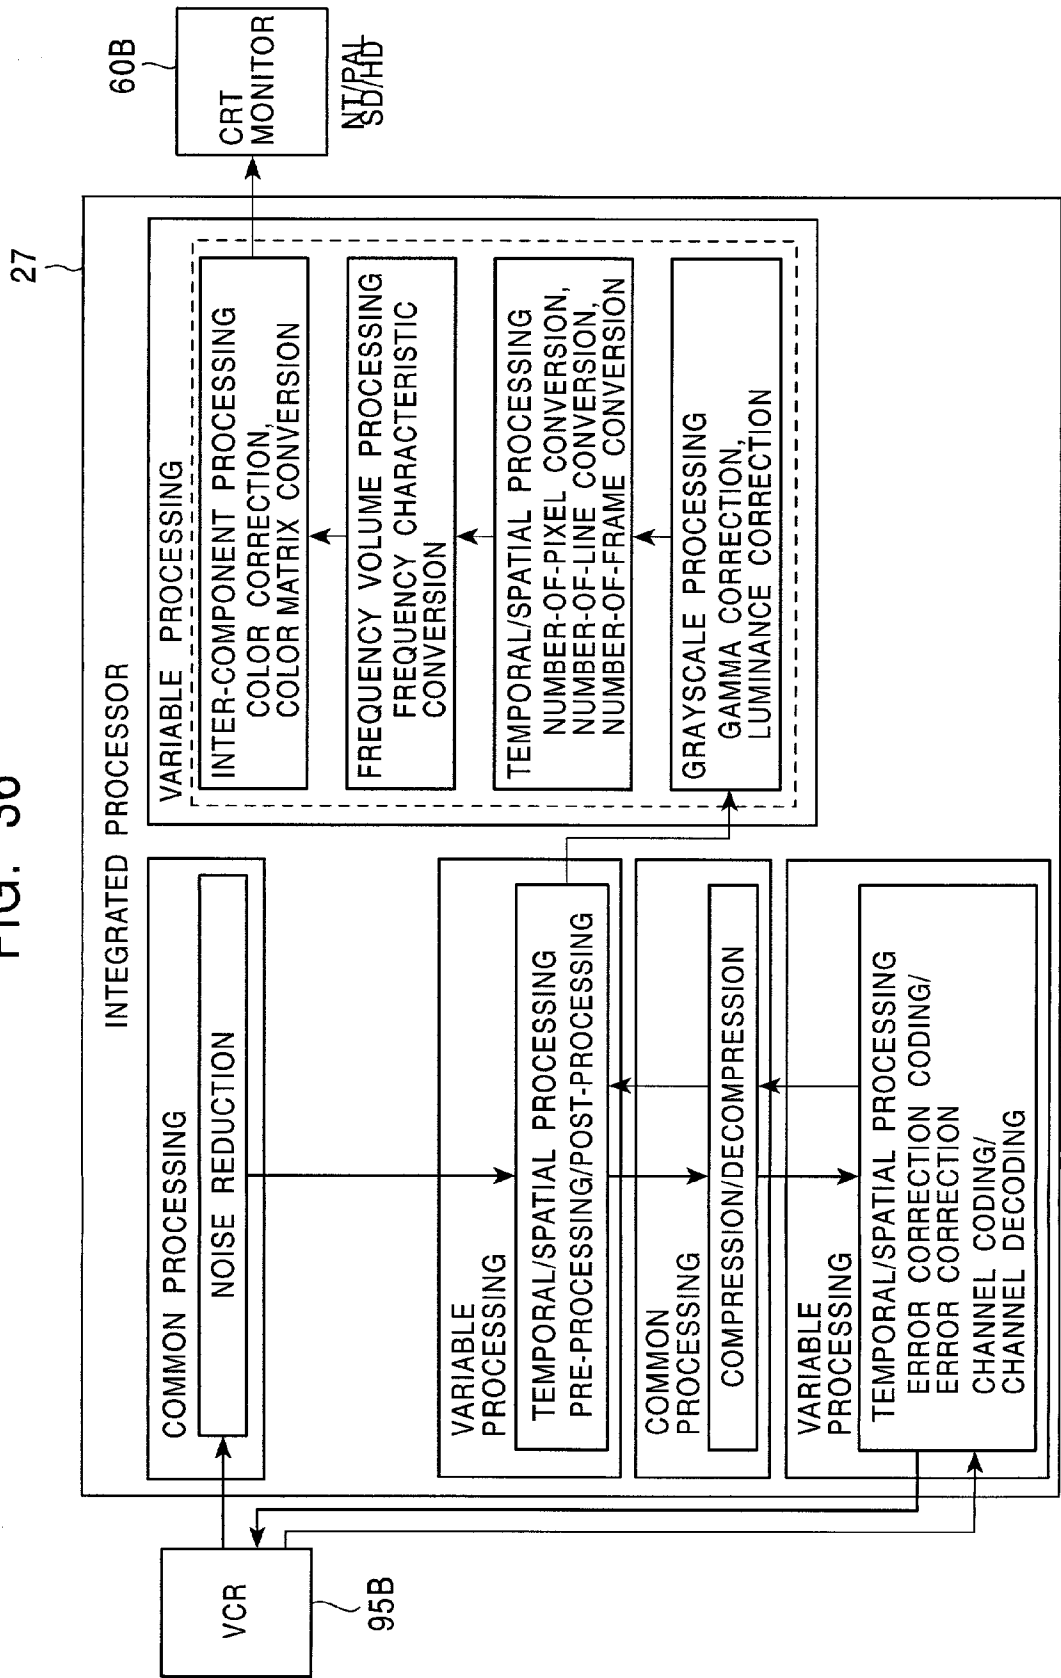 FIG. 36
27
INTEGRATED PROCESSOR
COMMON PROCESSING
NOISE REDUCTION
VARIABLE
PROCESSING
TEMPORAL/SPATIAL PROCESSING
PRE-PROCESSING/POST-PROCESSING
COMMON
PROCESSING
COMPRESSION/DECOMPRESSION
VARIABLE
PROCESSING
TEMPORAL/SPATIAL PROCESSING
ERROR CORRECTION CODING/
ERROR CORRECTION
CHANNEL CODING/
CHANNEL DECODING
VARIABLE PROCESSING
INTER-COMPONENT PROCESSING
COLOR CORRECTION,
COLOR MATRIX CONVERSION
FREQUENCY VOLUME PROCESSING
FREQUENCY CHARACTERISTIC
CONVERSION
TEMPORAL/SPATIAL PROCESSING
NUMBER-OF-PIXEL CONVERSION,
NUMBER-OF-LINE CONVERSION,
NUMBER-OF-FRAME CONVERSION
GRAYSCALE PROCESSING
GAMMA CORRECTION,
LUMINANCE CORRECTION
VCR
95B
60B
CRT
MONITOR
NT/PAL
SD/HD